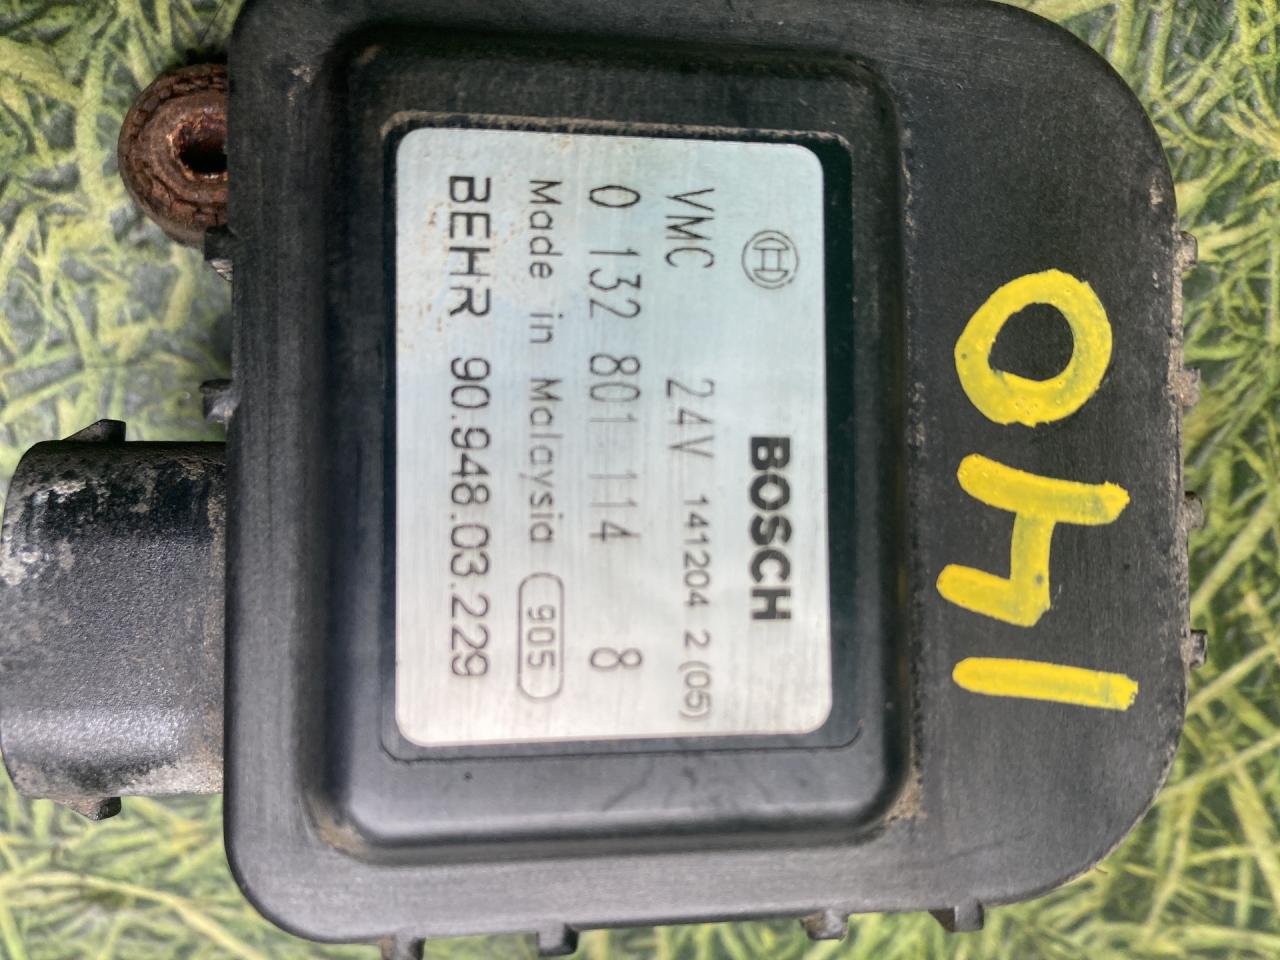 BOSCH
VMC 24V 141204 2 (05)
0 132 801 114 8
Made in Malaysia 905
BEHR 90.948.03.229
041